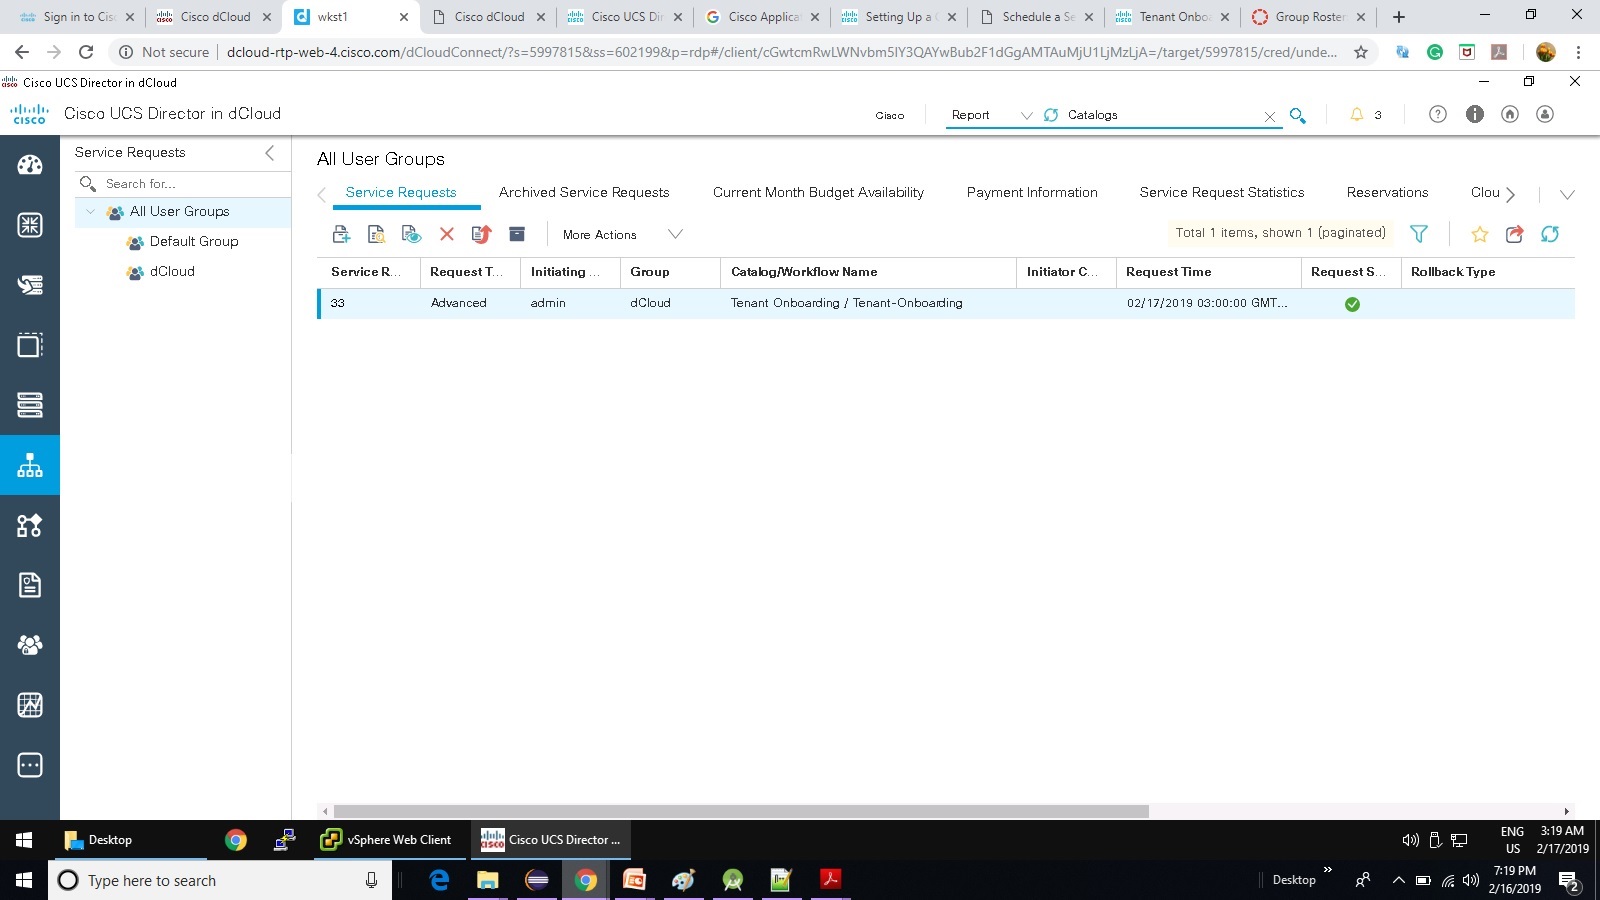 Sign in to Cis
Cisco dCloud
wkst1
Cisco dCloud
Cisco UCS Dir
Cisco Applicat
Setting Up a C
Schedule a Se
Tenant Onboa
Group Roster
Not secure
dcloud-rtp-web-4.cisco.com/dCloudConnect/?s=5997815&ss=602199&p=rdp#/client/cGwtcmRwLWNvbm5lY3QAYwBub2F1dGgAMTAuMjU1LjMzLjA=/target/5997815/cred/unde...
Cisco UCS Director in dCloud
cisco
Cisco UCS Director in dCloud
Cisco
Report
Catalogs
3
Service Requests
Search for...
All User Groups
Default Group
dCloud
All User Groups
Service Requests
Archived Service Requests
Current Month Budget Availability
Payment Information
Service Request Statistics
Reservations
Clou
More Actions
Total 1 items, shown 1 (paginated)
Service R...
Request T...
Initiating ...
Group
Catalog/Workflow Name
Initiator C...
Request Time
Request S...
Rollback Type
33
Advanced
admin
dCloud
Tenant Onboarding / Tenant-Onboarding
02/17/2019 03:00:00 GMT...
Desktop
vSphere Web Client
Cisco UCS Director ...
ENG
US
3:19 AM
2/17/2019
Type here to search
Desktop
7:19 PM
2/16/2019
2